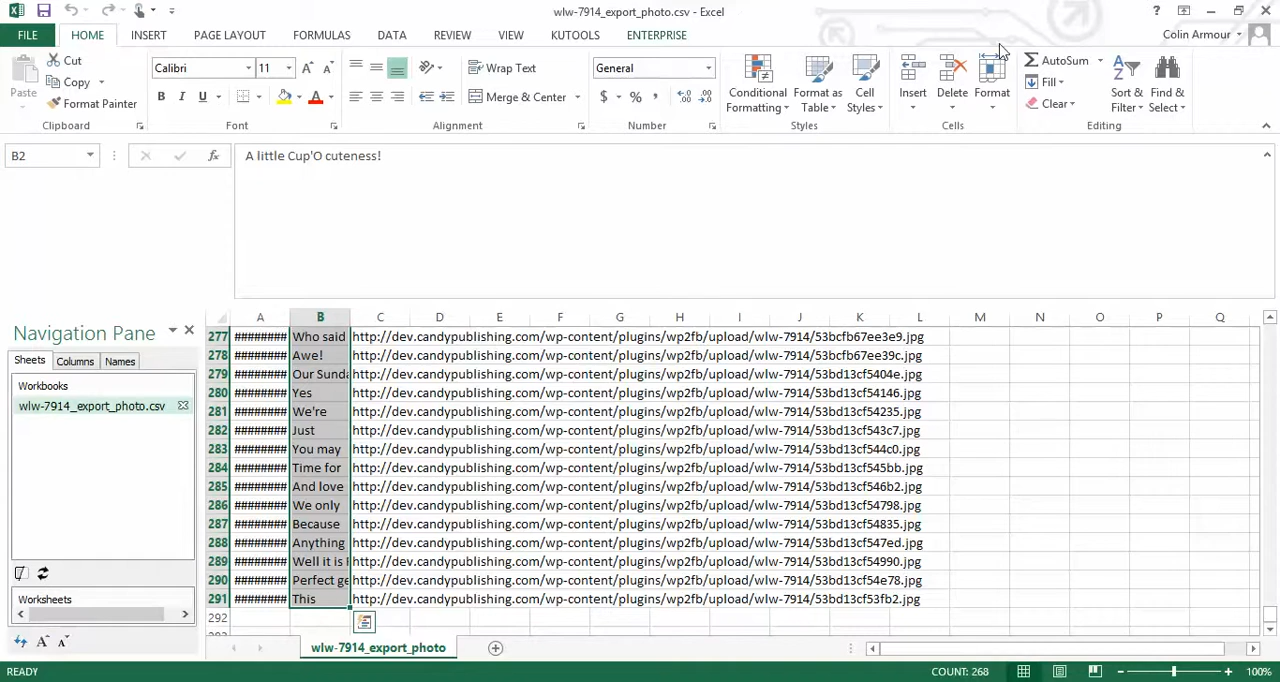 wlw-7914_export_photo.csv - Excel
FILE HOME INSERT PAGE LAYOUT FORMULAS DATA REVIEW VIEW KUTOOLS ENTERPRISE Colin Armour
Paste Cut Copy Format Painter Clipboard
Calibri 11 B I U Font
Wrap Text Merge & Center Alignment
General $ % , Number
Conditional Formatting Format as Table Cell Styles Styles
Insert Delete Format Cells
AutoSum Fill Clear Sort & Filter Find & Select Editing
B2 fx A little Cup'O cuteness!
Navigation Pane
Sheets Columns Names
Workbooks
wlw-7914_export_photo.csv
Worksheets
A B C D E F G H I J K L M N O P Q
277 ######## Who said http://dev.candypublishing.com/wp-content/plugins/wp2fb/upload/wlw-7914/53bcfb67ee3e9.jpg
278 ######## Awe! http://dev.candypublishing.com/wp-content/plugins/wp2fb/upload/wlw-7914/53bcfb67ee39c.jpg
279 ######## Our Sunda http://dev.candypublishing.com/wp-content/plugins/wp2fb/upload/wlw-7914/53bd13cf5404e.jpg
280 ######## Yes http://dev.candypublishing.com/wp-content/plugins/wp2fb/upload/wlw-7914/53bd13cf54146.jpg
281 ######## We're http://dev.candypublishing.com/wp-content/plugins/wp2fb/upload/wlw-7914/53bd13cf54235.jpg
282 ######## Just http://dev.candypublishing.com/wp-content/plugins/wp2fb/upload/wlw-7914/53bd13cf543c7.jpg
283 ######## You may http://dev.candypublishing.com/wp-content/plugins/wp2fb/upload/wlw-7914/53bd13cf544c0.jpg
284 ######## Time for http://dev.candypublishing.com/wp-content/plugins/wp2fb/upload/wlw-7914/53bd13cf545bb.jpg
285 ######## And love http://dev.candypublishing.com/wp-content/plugins/wp2fb/upload/wlw-7914/53bd13cf546b2.jpg
286 ######## We only http://dev.candypublishing.com/wp-content/plugins/wp2fb/upload/wlw-7914/53bd13cf54798.jpg
287 ######## Because http://dev.candypublishing.com/wp-content/plugins/wp2fb/upload/wlw-7914/53bd13cf54835.jpg
288 ######## Anything http://dev.candypublishing.com/wp-content/plugins/wp2fb/upload/wlw-7914/53bd13cf547ed.jpg
289 ######## Well it is http://dev.candypublishing.com/wp-content/plugins/wp2fb/upload/wlw-7914/53bd13cf54990.jpg
290 ######## Perfect ge http://dev.candypublishing.com/wp-content/plugins/wp2fb/upload/wlw-7914/53bd13cf54e78.jpg
291 ######## This http://dev.candypublishing.com/wp-content/plugins/wp2fb/upload/wlw-7914/53bd13cf53fb2.jpg
292
wlw-7914_export_photo
READY COUNT: 268 100%